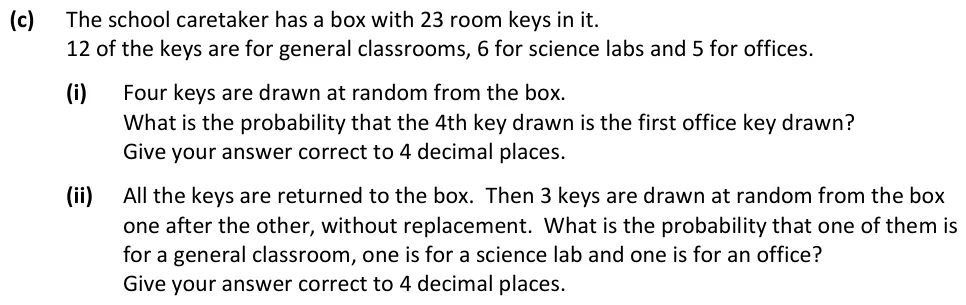 (c) The school caretaker has a box with 23 room keys in it.
12 of the keys are for general classrooms, 6 for science labs and 5 for offices.
(i) Four keys are drawn at random from the box.
What is the probability that the 4th key drawn is the first office key drawn?
Give your answer correct to 4 decimal places.
(ii) All the keys are returned to the box. Then 3 keys are drawn at random from the box
one after the other, without replacement. What is the probability that one of them is
for a general classroom, one is for a science lab and one is for an office?
Give your answer correct to 4 decimal places.